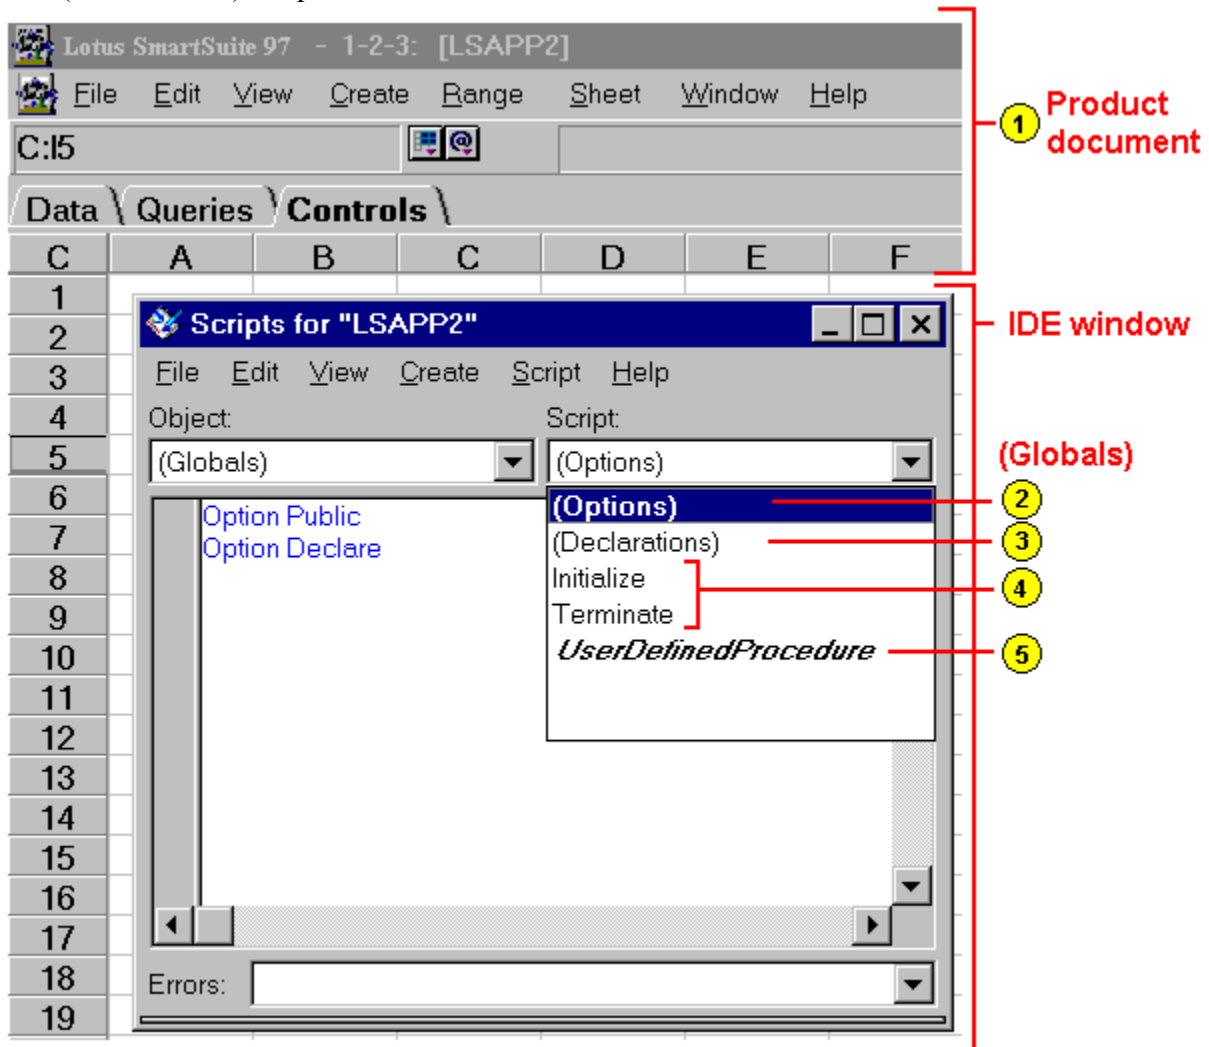 Lotus SmartSuite 97 - 1-2-3: [LSAPP2]
File Edit View Create Range Sheet Window Help
1 Product document
C:I5 @
Data Queries Controls
C A B C D E F
1
Scripts for "LSAPP2"
IDE window
2
3
File Edit View Create Script Help
4
Object: Script:
5
(Globals) (Options)
(Globals)
6
Option Public
(Options) 2
7
Option Declare
(Declarations) 3
8
Initialize
4
9
Terminate
10
UserDefinedProcedure 5
11
12
13
14
15
16
17
18
Errors:
19